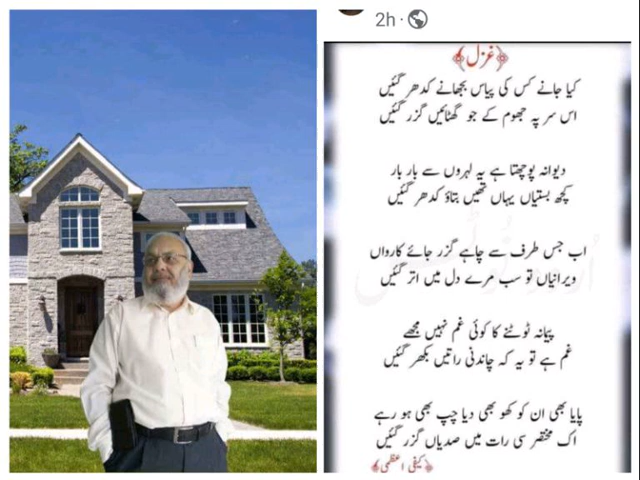 2h ·
﴿غزل﴾
کیا جانے کس کی پیاس بجھانے کدھر گئیں
اس سر پہ جھوم کے جو گھٹائیں گزر گئیں
دیوانہ پوچھتا ہے یہ لہروں سے بار بار
کچھ بستیاں یہاں تھیں بتاؤ کدھر گئیں
اب جس طرف سے چاہے گزر جائے کارواں
ویرانیاں تو سب مرے دل میں اتر گئیں
پیمانہ ٹوٹنے کا کوئی غم نہیں مجھے
غم ہے تو یہ کہ چاندنی راتیں بکھر گئیں
پایا بھی ان کو کھو بھی دیا چپ بھی ہو رہے
اک مختصر سی رات میں صدیاں گزر گئیں
﴿کیفی اعظمی﴾